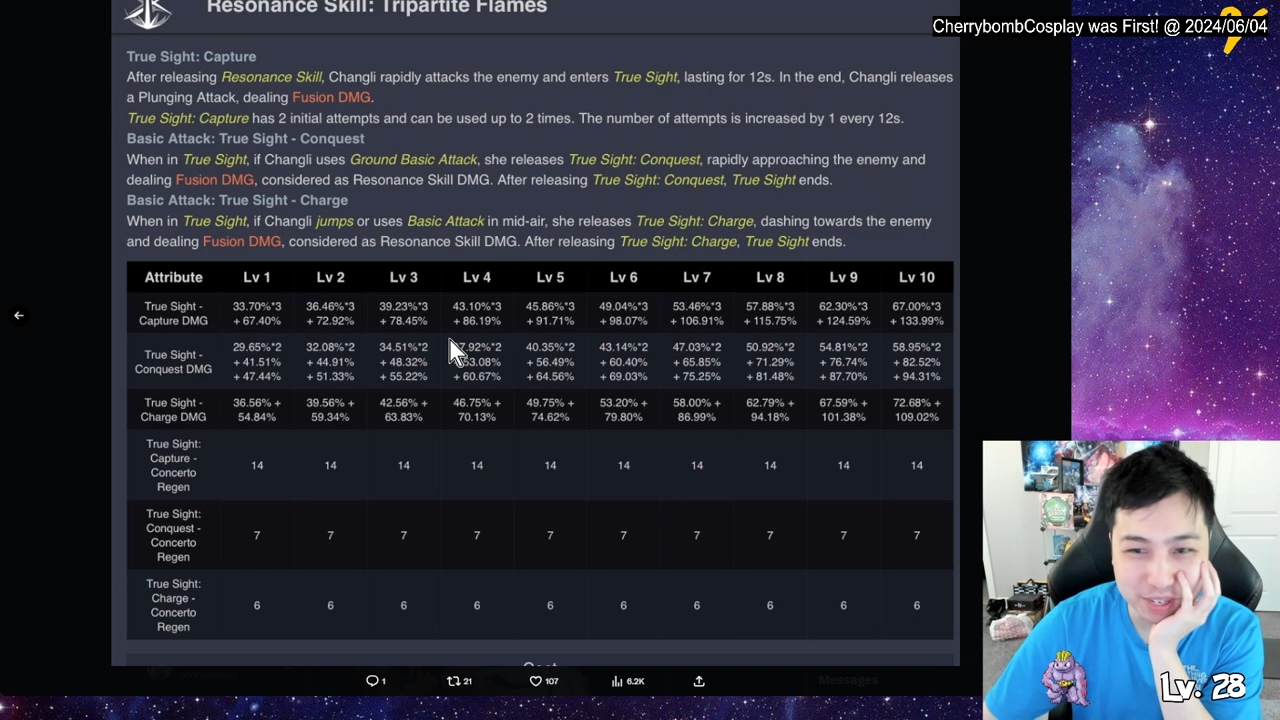 Resonance Skill: Tripartite Flames
CherrybombCosplay was First! @ 2024/06/04
True Sight: Capture
After releasing Resonance Skill, Changli rapidly attacks the enemy and enters True Sight, lasting for 12s. In the end, Changli releases
a Plunging Attack, dealing Fusion DMG.
True Sight: Capture has 2 initial attempts and can be used up to 2 times. The number of attempts is increased by 1 every 12s.
Basic Attack: True Sight - Conquest
When in True Sight, if Changli uses Ground Basic Attack, she releases True Sight: Conquest, rapidly approaching the enemy and
dealing Fusion DMG, considered as Resonance Skill DMG. After releasing True Sight: Conquest, True Sight ends.
Basic Attack: True Sight - Charge
When in True Sight, if Changli jumps or uses Basic Attack in mid-air, she releases True Sight: Charge, dashing towards the enemy
and dealing Fusion DMG, considered as Resonance Skill DMG. After releasing True Sight: Charge, True Sight ends.
Attribute Lv 1 Lv 2 Lv 3 Lv 4 Lv 5 Lv 6 Lv 7 Lv 8 Lv 9 Lv 10
True Sight - 33.70%*3 36.46%*3 39.23%*3 43.10%*3 45.86%*3 49.04%*3 53.46%*3 57.88%*3 62.30%*3 67.00%*3
Capture DMG + 67.40% + 72.92% + 78.45% + 86.19% + 91.71% + 98.07% + 106.91% + 115.75% + 124.59% + 133.99%
True Sight - 29.65%*2 32.08%*2 34.51%*2 7.92%*2 40.35%*2 43.14%*2 47.03%*2 50.92%*2 54.81%*2 58.95%*2
Conquest DMG + 41.51% + 44.91% + 48.32% 53.08% + 56.49% + 60.40% + 65.85% + 71.29% + 76.74% + 82.52%
+ 47.44% + 51.33% + 55.22% + 60.67% + 64.56% + 69.03% + 75.25% + 81.48% + 87.70% + 94.31%
True Sight - 36.56% + 39.56% + 42.56% + 46.75% + 49.75% + 53.20% + 58.00% + 62.79% + 67.59% + 72.68% +
Charge DMG 54.84% 59.34% 63.83% 70.13% 74.62% 79.80% 86.99% 94.18% 101.38% 109.02%
True Sight:
Capture -
Concerto
Regen
14 14 14 14 14 14 14 14 14 14
True Sight:
Conquest -
Concerto
Regen
7 7 7 7 7 7 7 7 7 7
True Sight:
Charge -
Concerto
Regen
6 6 6 6 6 6 6 6 6 6
1 21 107 6.2K
Messages
Lv. 28